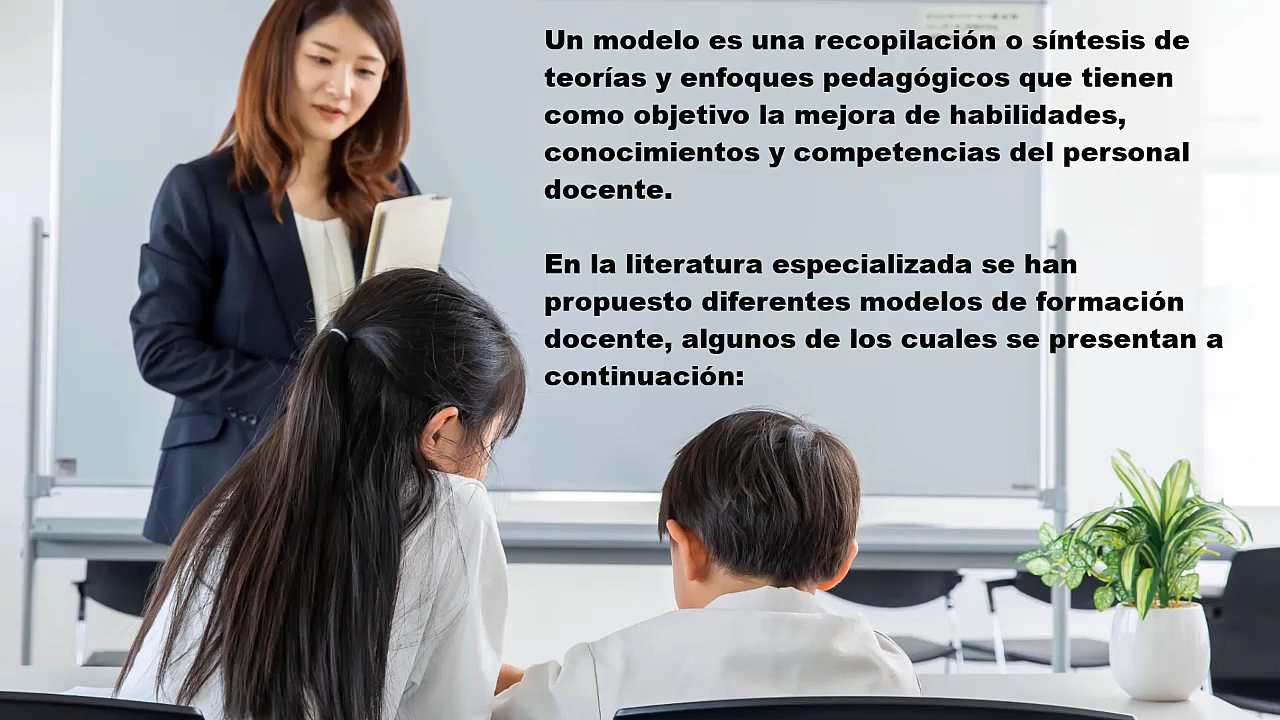 Un modelo es una recopilación o síntesis de
teorías y enfoques pedagógicos que tienen
como objetivo la mejora de habilidades,
conocimientos y competencias del personal
docente.
En la literatura especializada se han
propuesto diferentes modelos de formación
docente, algunos de los cuales se presentan a
continuación: